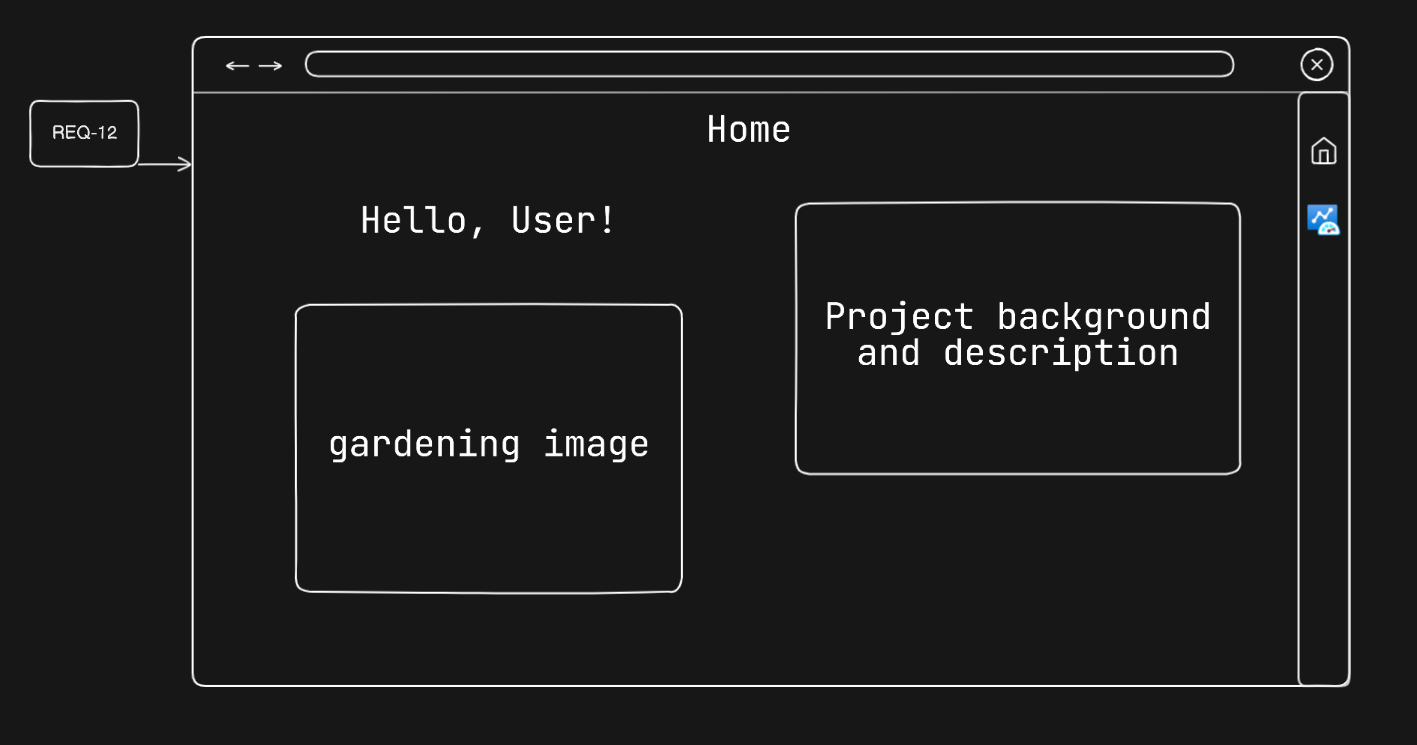 REQ-12
Home
Hello, User!
Project background
and description
gardening image